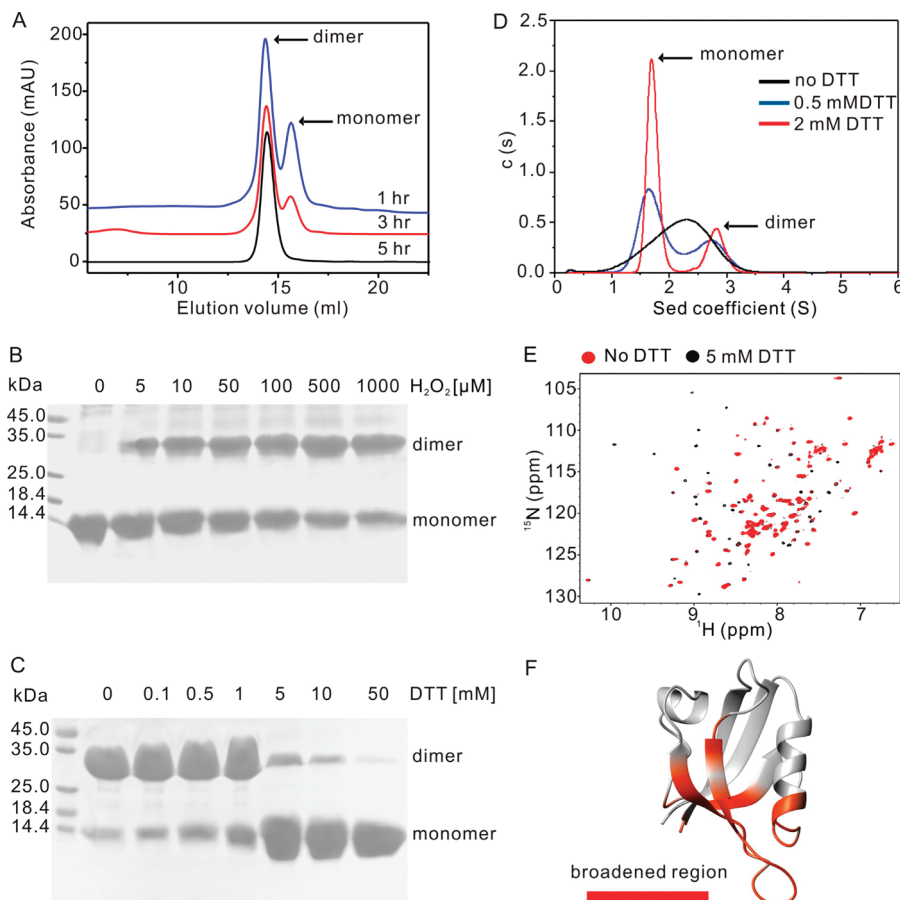 A
Absorbance (mAU)
200
150
100
50
0
dimer
monomer
1 hr
3 hr
5 hr
10
15
20
Elution volume (ml)
B
kDa
0 5 10 50 100 500 1000 H₂O₂[µM]
45.0
35.0
25.0
18.4
14.4
dimer
monomer
C
kDa
0 0.1 0.5 1 5 10 50 DTT [mM]
45.0
35.0
25.0
18.4
14.4
dimer
monomer
D
c (s)
2.5
2.0
1.5
1.0
0.5
0.0
monomer
no DTT
0.5 mMDTT
2 mM DTT
dimer
0 1 2 3 4 5 6
Sed coefficient (S)
E
No DTT 5 mM DTT
¹⁵N (ppm)
105
110
115
120
125
130
10 9 8 7
¹H (ppm)
F
broadened region